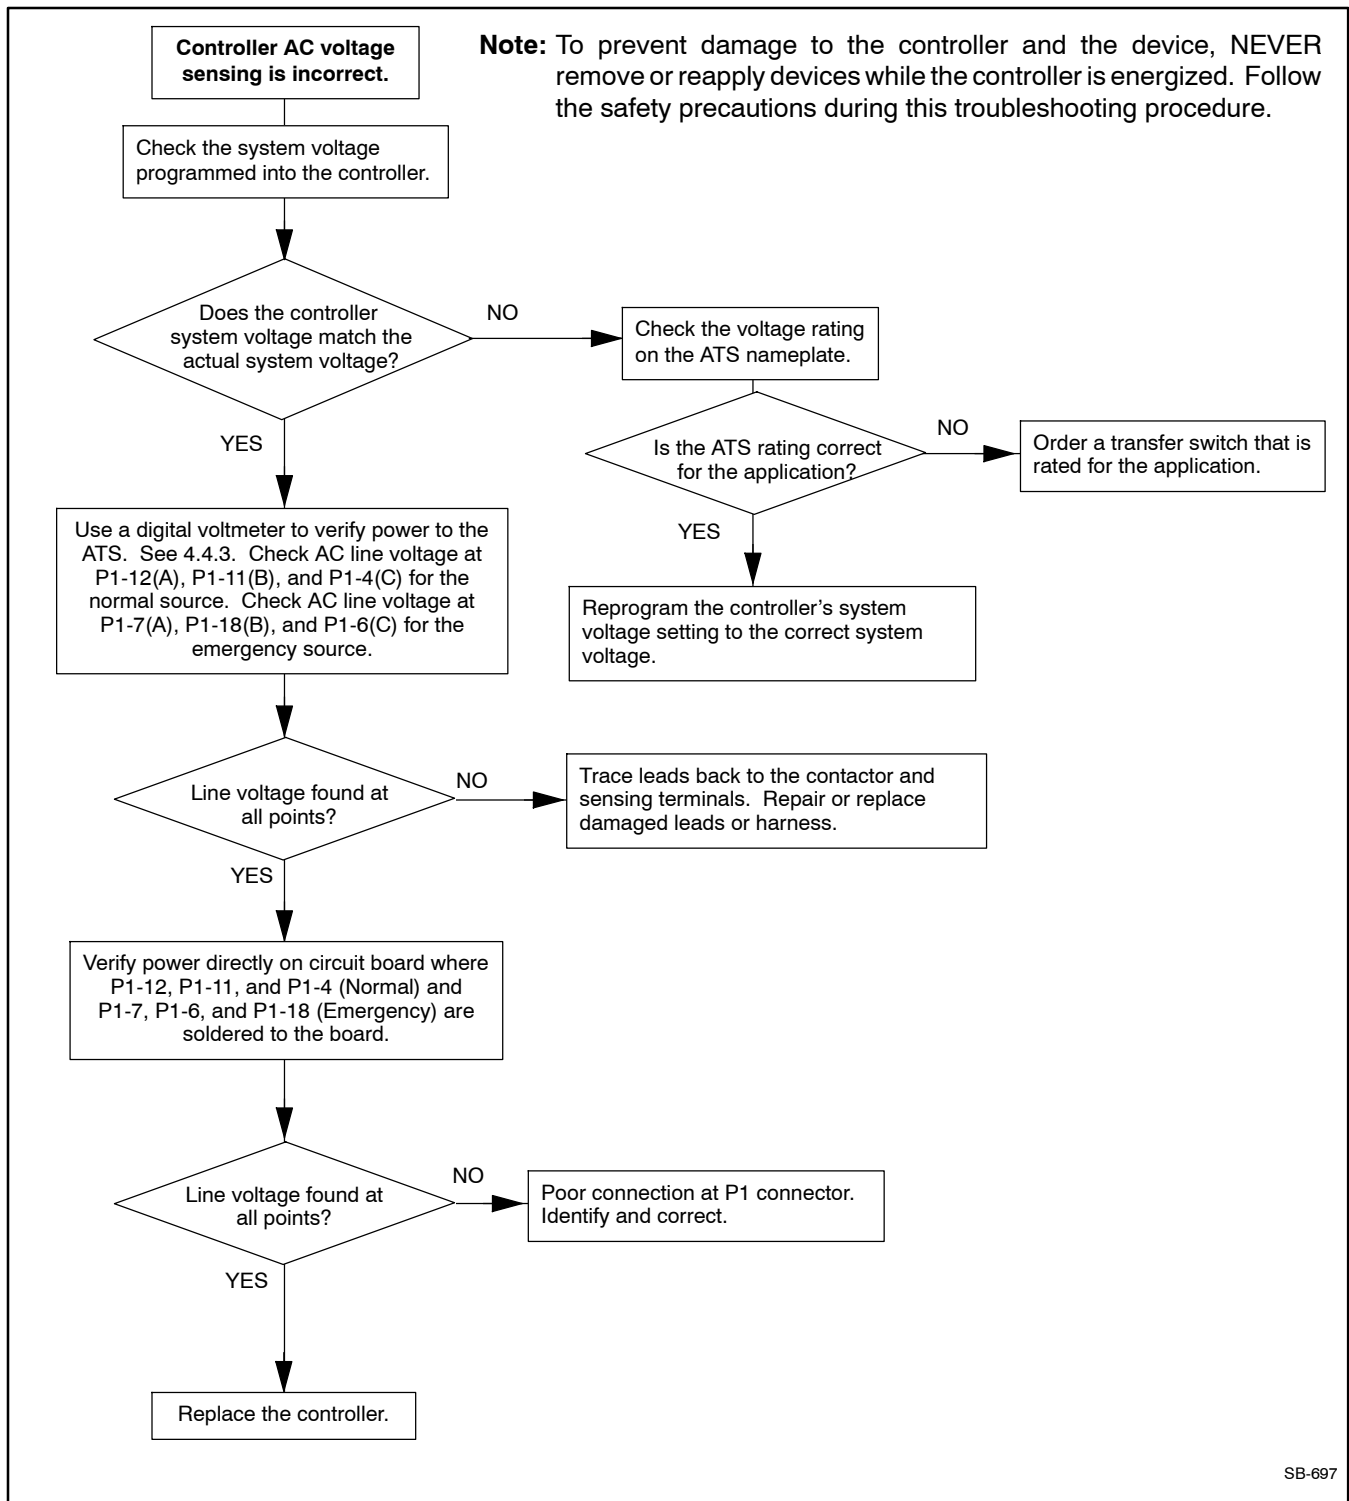 Controller AC voltage
sensing is incorrect.
Note: To prevent damage to the controller and the device, NEVER
remove or reapply devices while the controller is energized. Follow
the safety precautions during this troubleshooting procedure.
Check the system voltage
programmed into the controller.
Does the controller
system voltage match the
actual system voltage?
NO
Check the voltage rating
on the ATS nameplate.
YES
Is the ATS rating correct
for the application?
NO
Order a transfer switch that is
rated for the application.
YES
Reprogram the controller's system
voltage setting to the correct system
voltage.
Use a digital voltmeter to verify power to the
ATS. See 4.4.3. Check AC line voltage at
P1-12(A), P1-11(B), and P1-4(C) for the
normal source. Check AC line voltage at
P1-7(A), P1-18(B), and P1-6(C) for the
emergency source.
Line voltage found at
all points?
NO
Trace leads back to the contactor and
sensing terminals. Repair or replace
damaged leads or harness.
YES
Verify power directly on circuit board where
P1-12, P1-11, and P1-4 (Normal) and
P1-7, P1-6, and P1-18 (Emergency) are
soldered to the board.
Line voltage found at
all points?
NO
Poor connection at P1 connector.
Identify and correct.
YES
Replace the controller.
SB-697